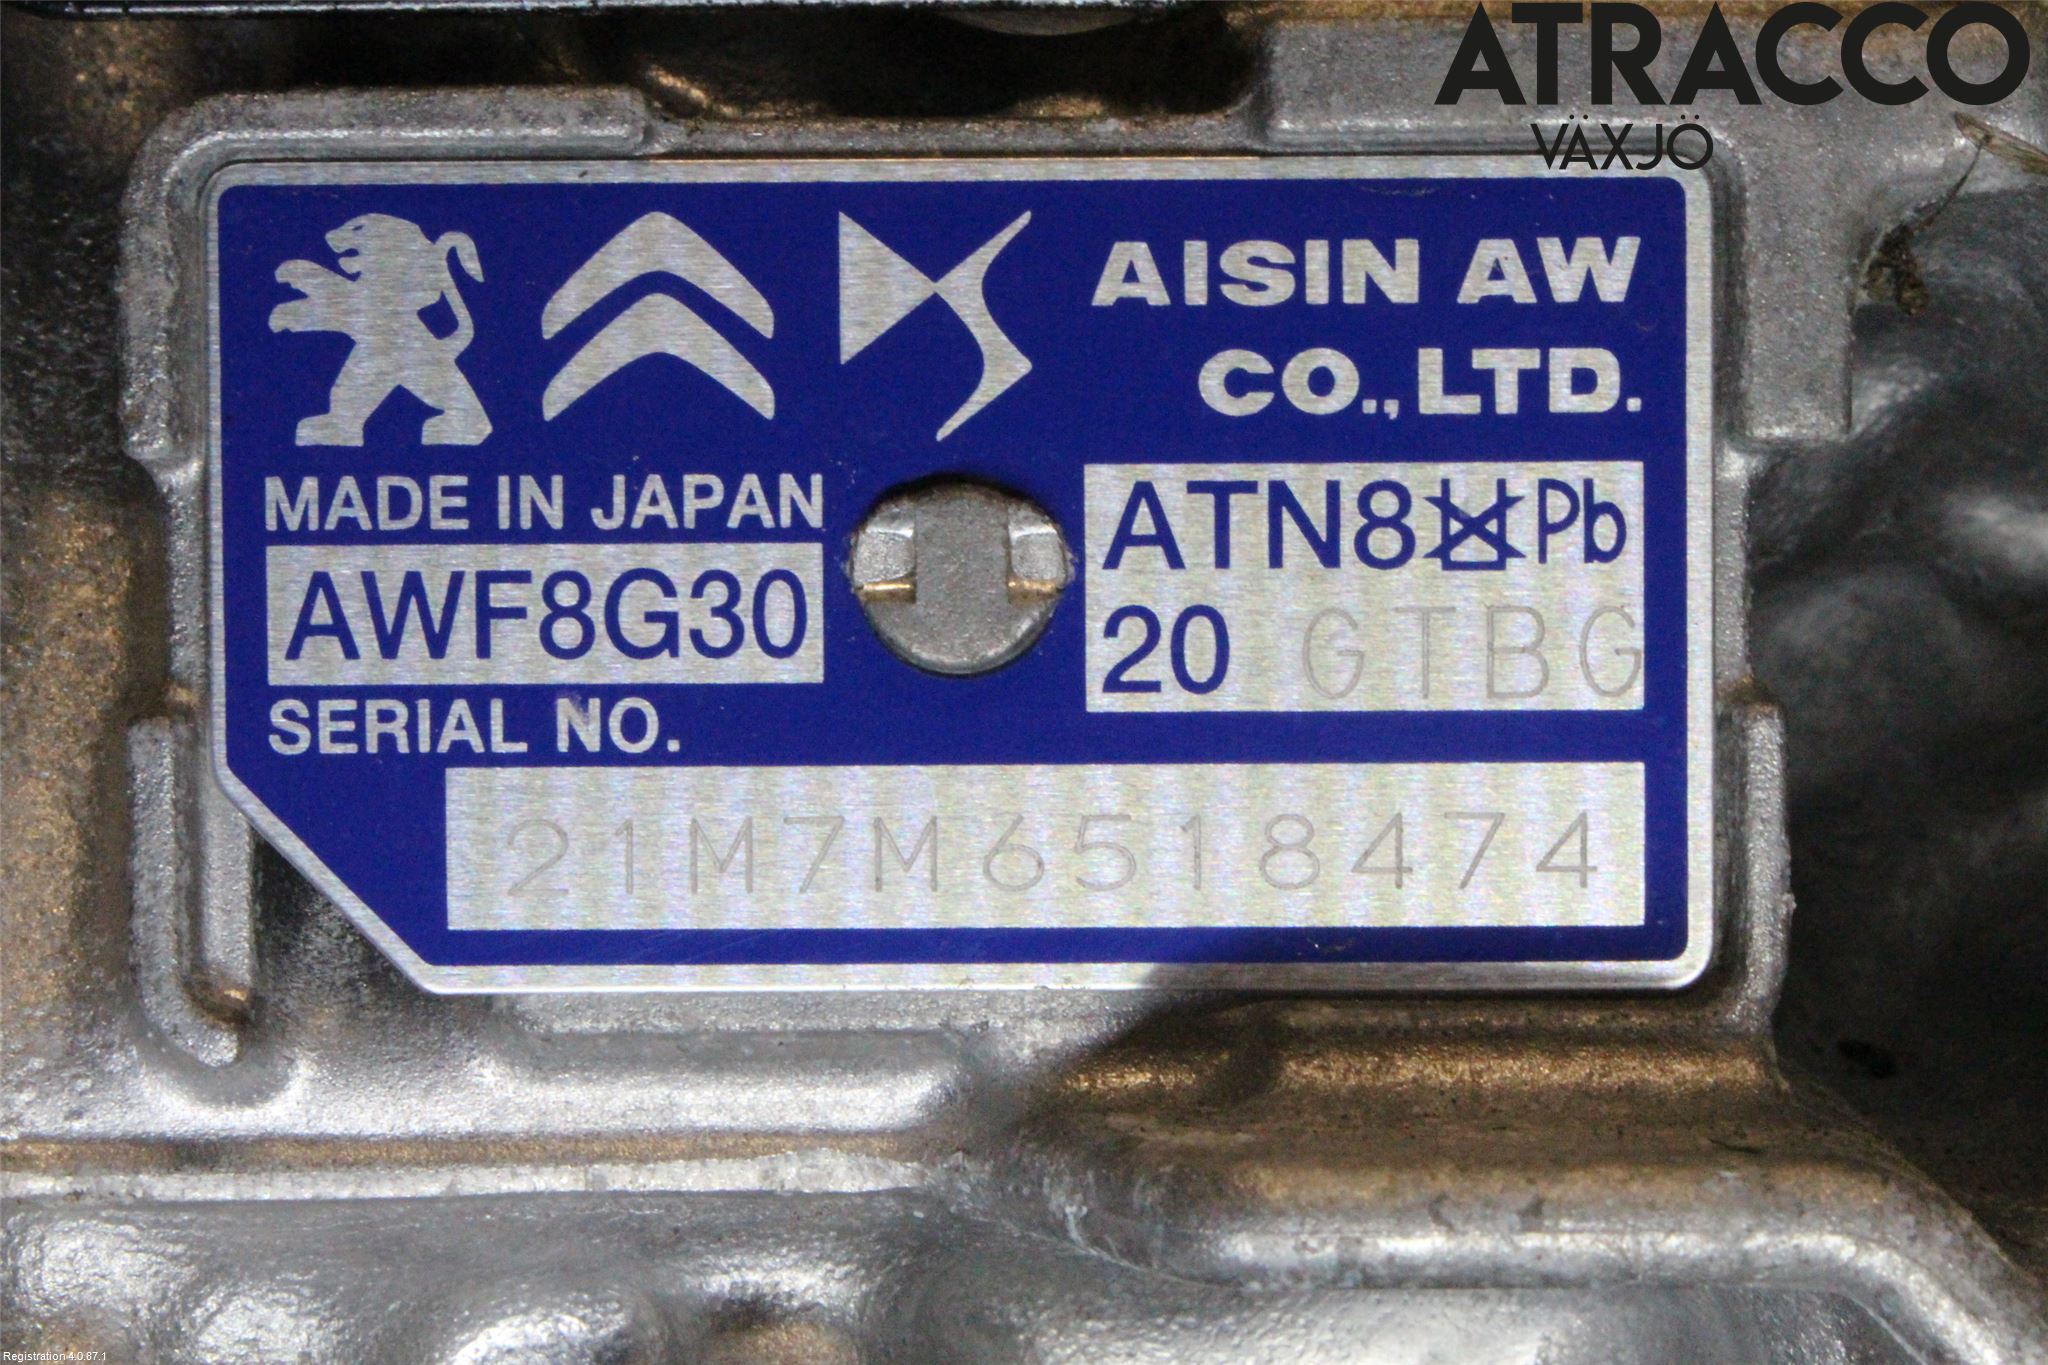 ATRACCO
VÄXJÖ
AISIN AW
CO., LTD.
MADE IN JAPAN
AWF8G30
ATN8 Pb
20 GTBG
SERIAL NO.
21M7M6518474
Registration 4.0.87.1